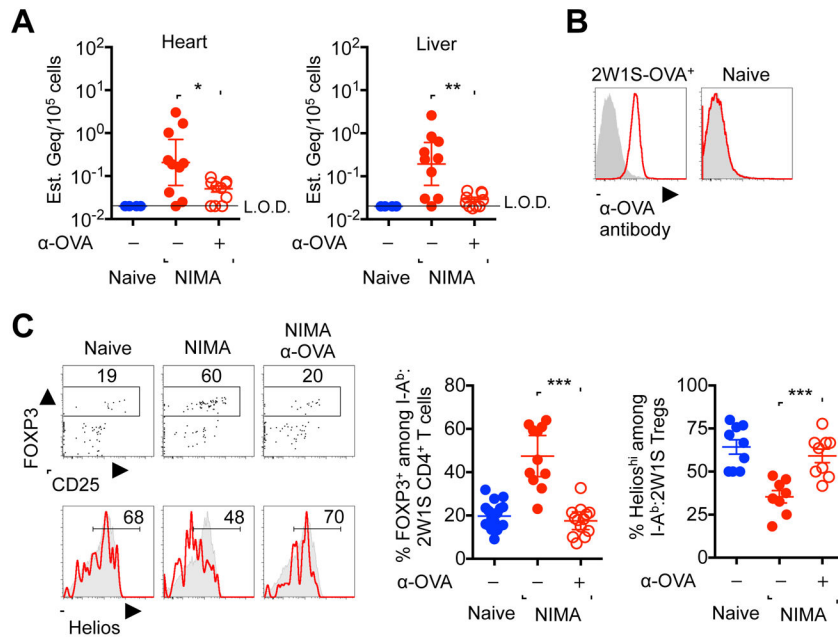 A
Heart
Est. Geq/10⁵ cells
10²
10¹
10⁰
10⁻¹
10⁻²
*
L.O.D.
α-OVA
– – +
Naive NIMA
Liver
Est. Geq/10⁵ cells
10²
10¹
10⁰
10⁻¹
10⁻²
**
L.O.D.
α-OVA
– – +
Naive NIMA
B
2W1S-OVA⁺
Naive
-
α-OVA
antibody
C
Naive
NIMA
NIMA
α-OVA
19
60
20
FOXP3
CD25
68
48
70
-
Helios
% FOXP3⁺ among I-Aᵇ:
2W1S CD4⁺ T cells
80
60
40
20
0
***
α-OVA
– – +
Naive NIMA
% Heliosʰⁱ among
I-Aᵇ:2W1S Tregs
100
75
50
25
0
***
α-OVA
– – +
Naive NIMA